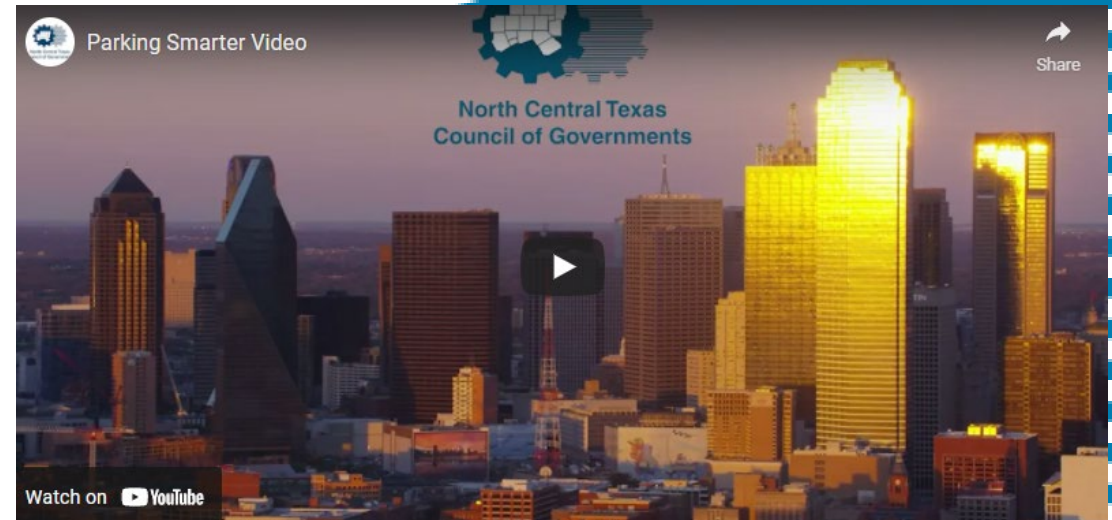 Parking Smarter Video
Share
North Central Texas
Council of Governments
Watch on YouTube